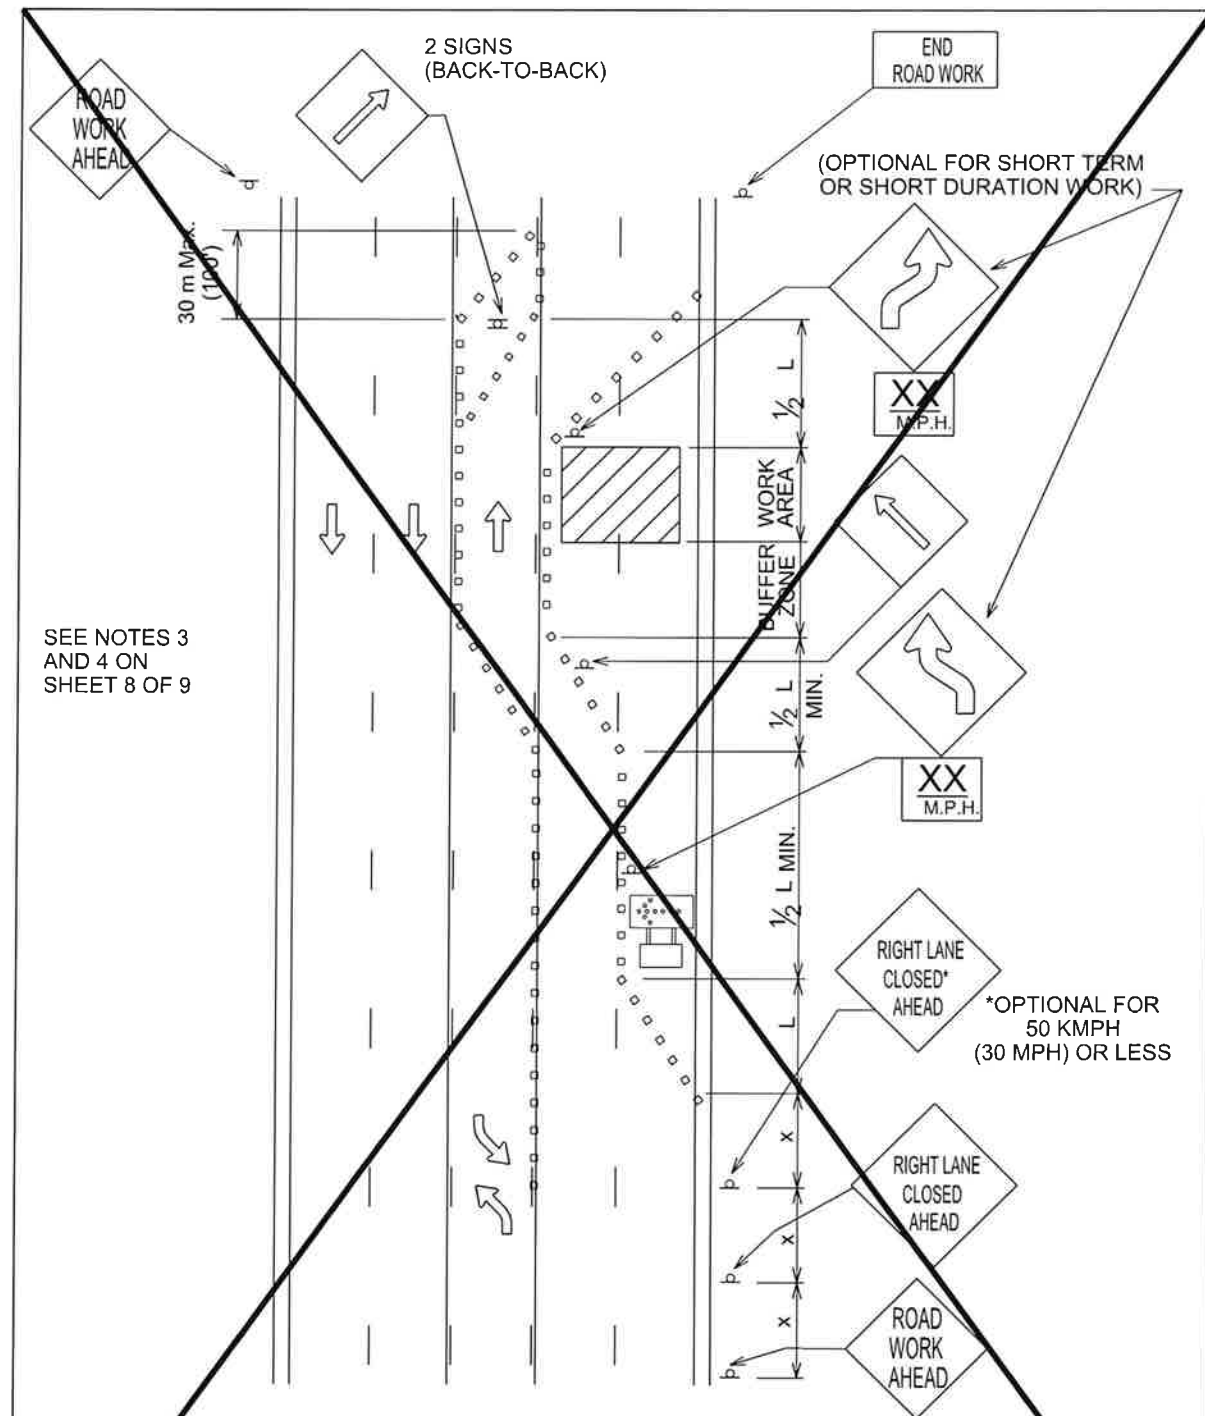 2 SIGNS
(BACK-TO-BACK)
END
ROAD WORK
ROAD
WORK
AHEAD
(OPTIONAL FOR SHORT TERM
OR SHORT DURATION WORK)
30 m Max.
(100')
½ L
XX
M.P.H.
WORK
AREA
BUFFER
ZONE
SEE NOTES 3
AND 4 ON
SHEET 8 OF 9
½ L
MIN.
XX
M.P.H.
½ L MIN.
RIGHT LANE
CLOSED*
AHEAD
*OPTIONAL FOR
50 KMPH
(30 MPH) OR LESS
L
X
RIGHT LANE
CLOSED
AHEAD
X
X
ROAD
WORK
AHEAD